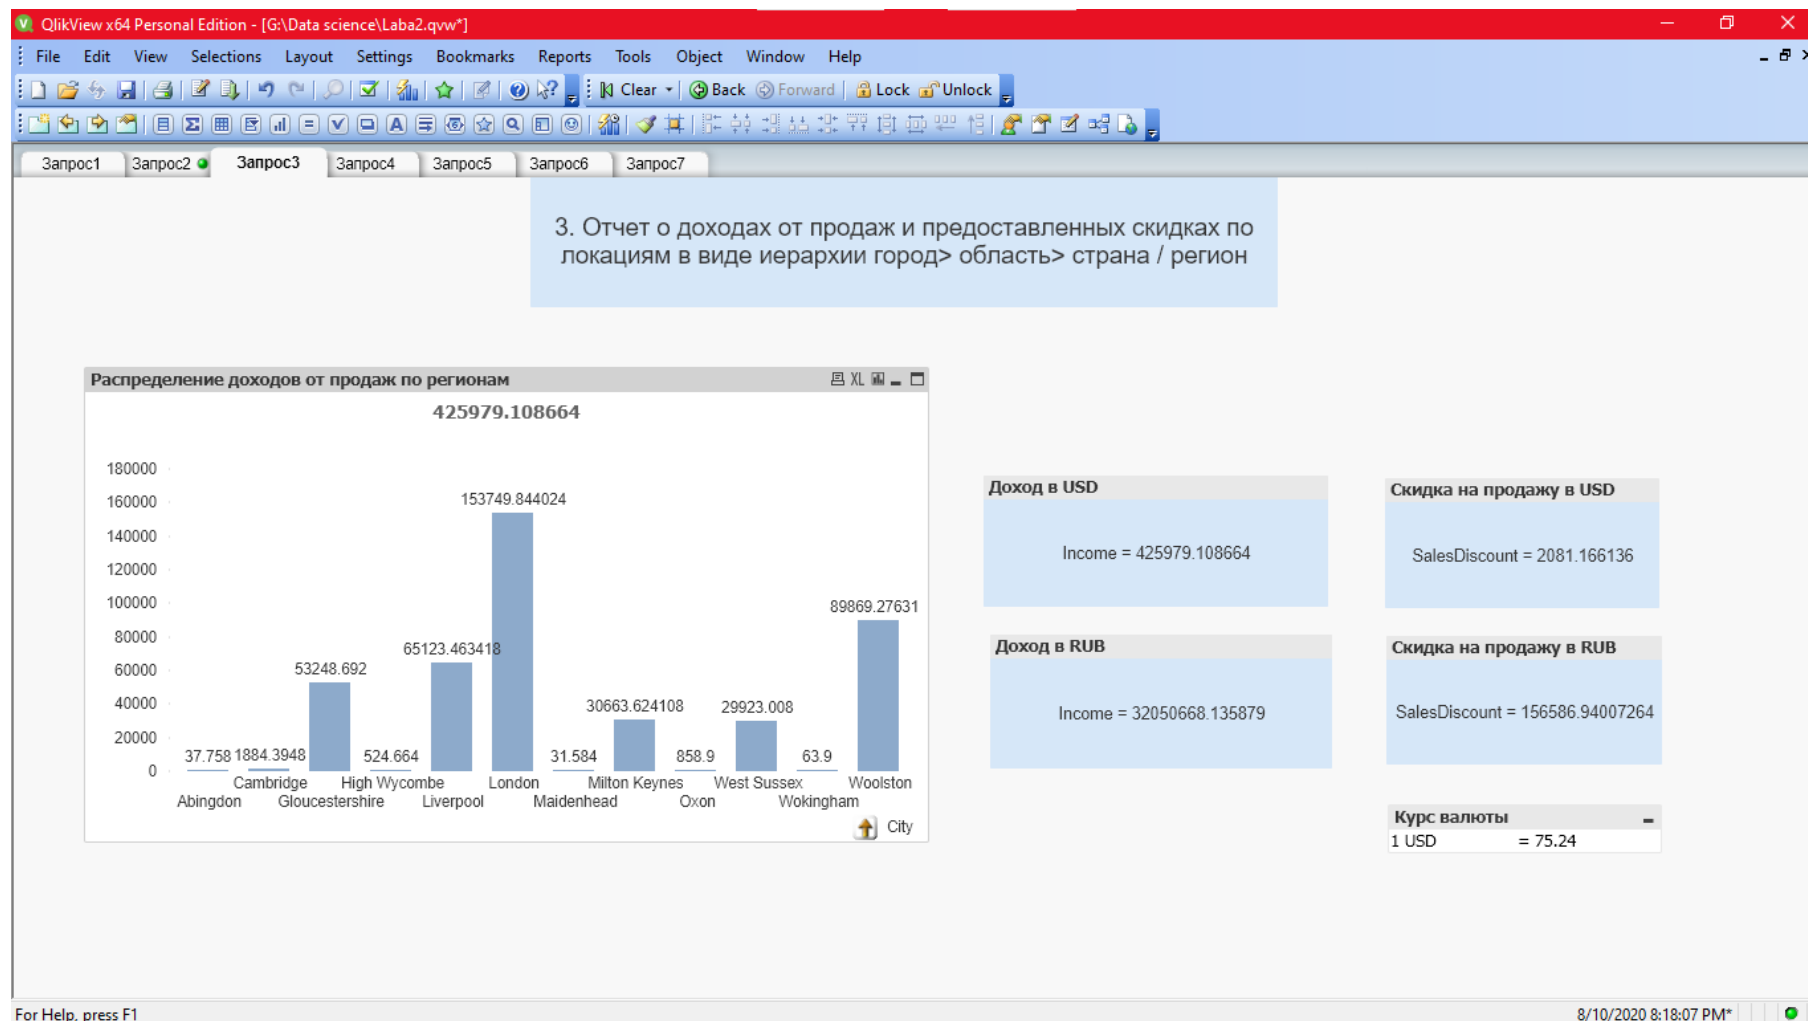 QlikView x64 Personal Edition - [G:\Data science\Laba2.qvw*]
File Edit View Selections Layout Settings Bookmarks Reports Tools Object Window Help
Clear Back Forward Lock Unlock
Запрос1 Запрос2 Запрос3 Запрос4 Запрос5 Запрос6 Запрос7
3. Отчет о доходах от продаж и предоставленных скидках по
локациям в виде иерархии город> область> страна / регион
Распределение доходов от продаж по регионам XL
425979.108664
180000
160000
140000
120000
100000
80000
60000
40000
20000
0
37.758
1884.3948
53248.692
524.664
65123.463418
153749.844024
31.584
30663.624108
858.9
29923.008
63.9
89869.27631
Cambridge High Wycombe London Milton Keynes West Sussex Woolston
Abingdon Gloucestershire Liverpool Maidenhead Oxon Wokingham
City
Доход в USD
Income = 425979.108664
Скидка на продажу в USD
SalesDiscount = 2081.166136
Доход в RUB
Income = 32050668.135879
Скидка на продажу в RUB
SalesDiscount = 156586.94007264
Курс валюты
1 USD = 75.24
For Help, press F1
8/10/2020 8:18:07 PM*